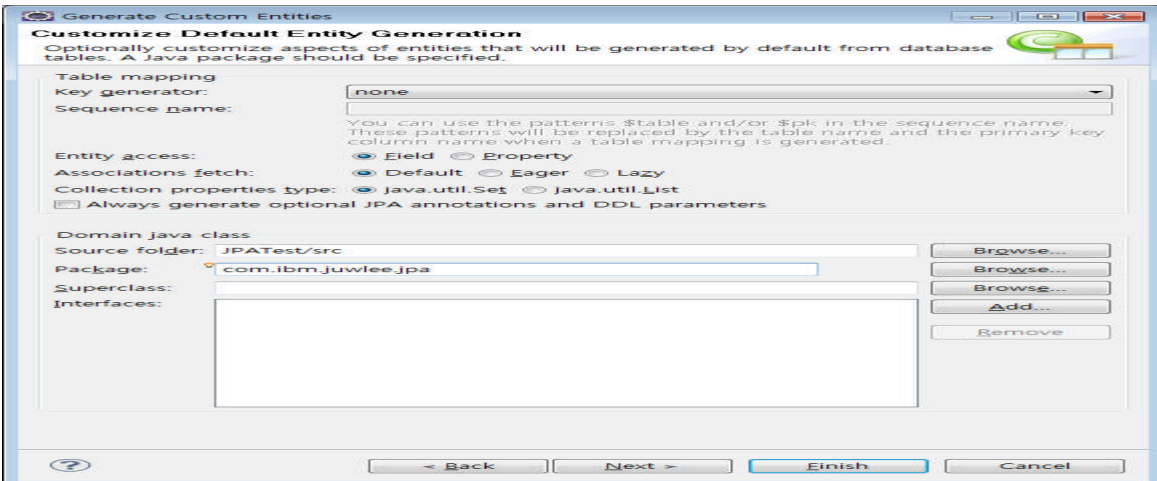 Generate Custom Entities
Customize Default Entity Generation
Optionally customize aspects of entities that will be generated by default from database
tables. A Java package should be specified.
Table mapping
Key generator: none
Sequence name:
You can use the patterns $table and/or $pk in the sequence name.
These patterns will be replaced by the table name and the primary key
column name when a table mapping is generated.
Entity access: Field Property
Associations fetch: Default Eager Lazy
Collection properties type: java.util.Set java.util.List
Always generate optional JPA annotations and DDL parameters
Domain java class
Source folder: JPATest/src Browse...
Package: com.ibm.juwlee.jpa Browse...
Superclass: Browse...
Interfaces: Add...
Remove
? < Back Next > Finish Cancel